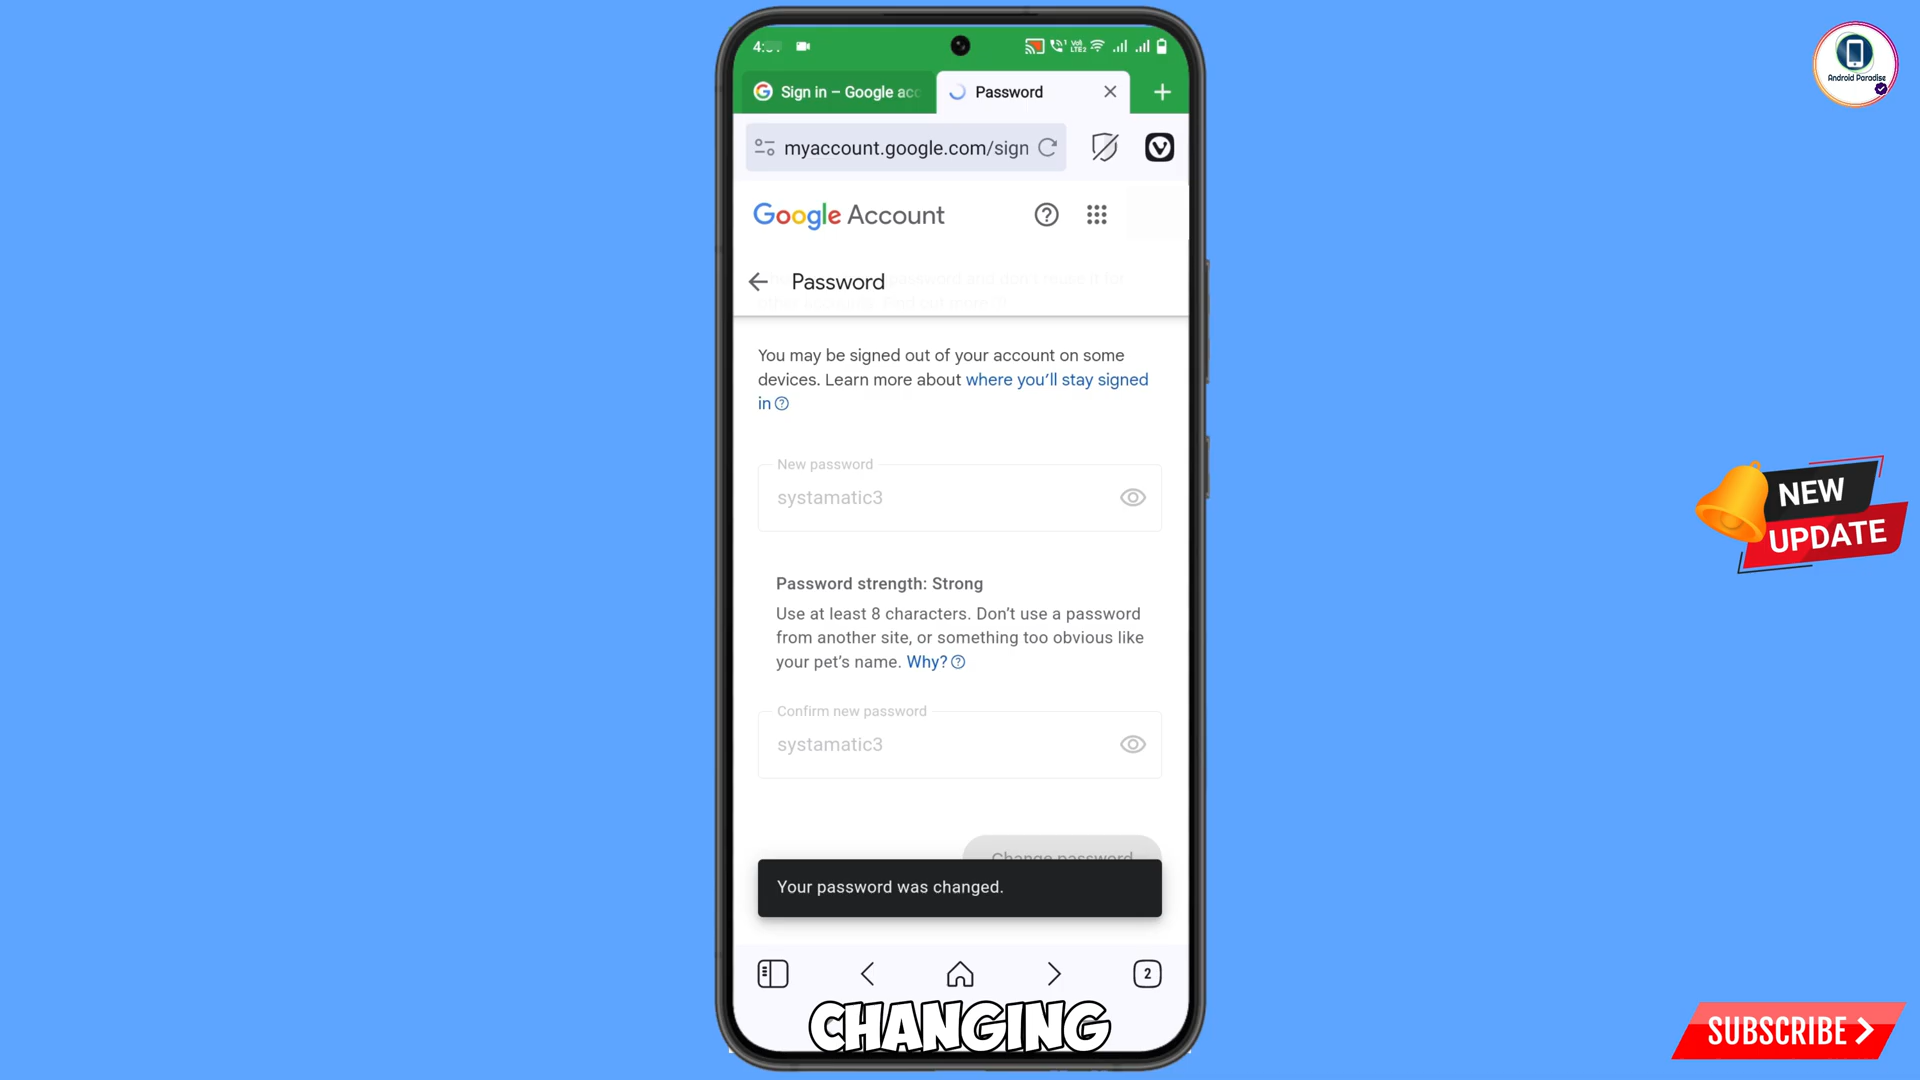 Android Paradise
Sign in – Google acc
Password
myaccount.google.com/sign
Google Account
Password
You may be signed out of your account on some
devices. Learn more about where you'll stay signed
in
New password
systamatic3
Password strength: Strong
Use at least 8 characters. Don't use a password
from another site, or something too obvious like
your pet's name. Why?
Confirm new password
systamatic3
Change password
Your password was changed.
2
CHANGING
NEW
UPDATE
SUBSCRIBE